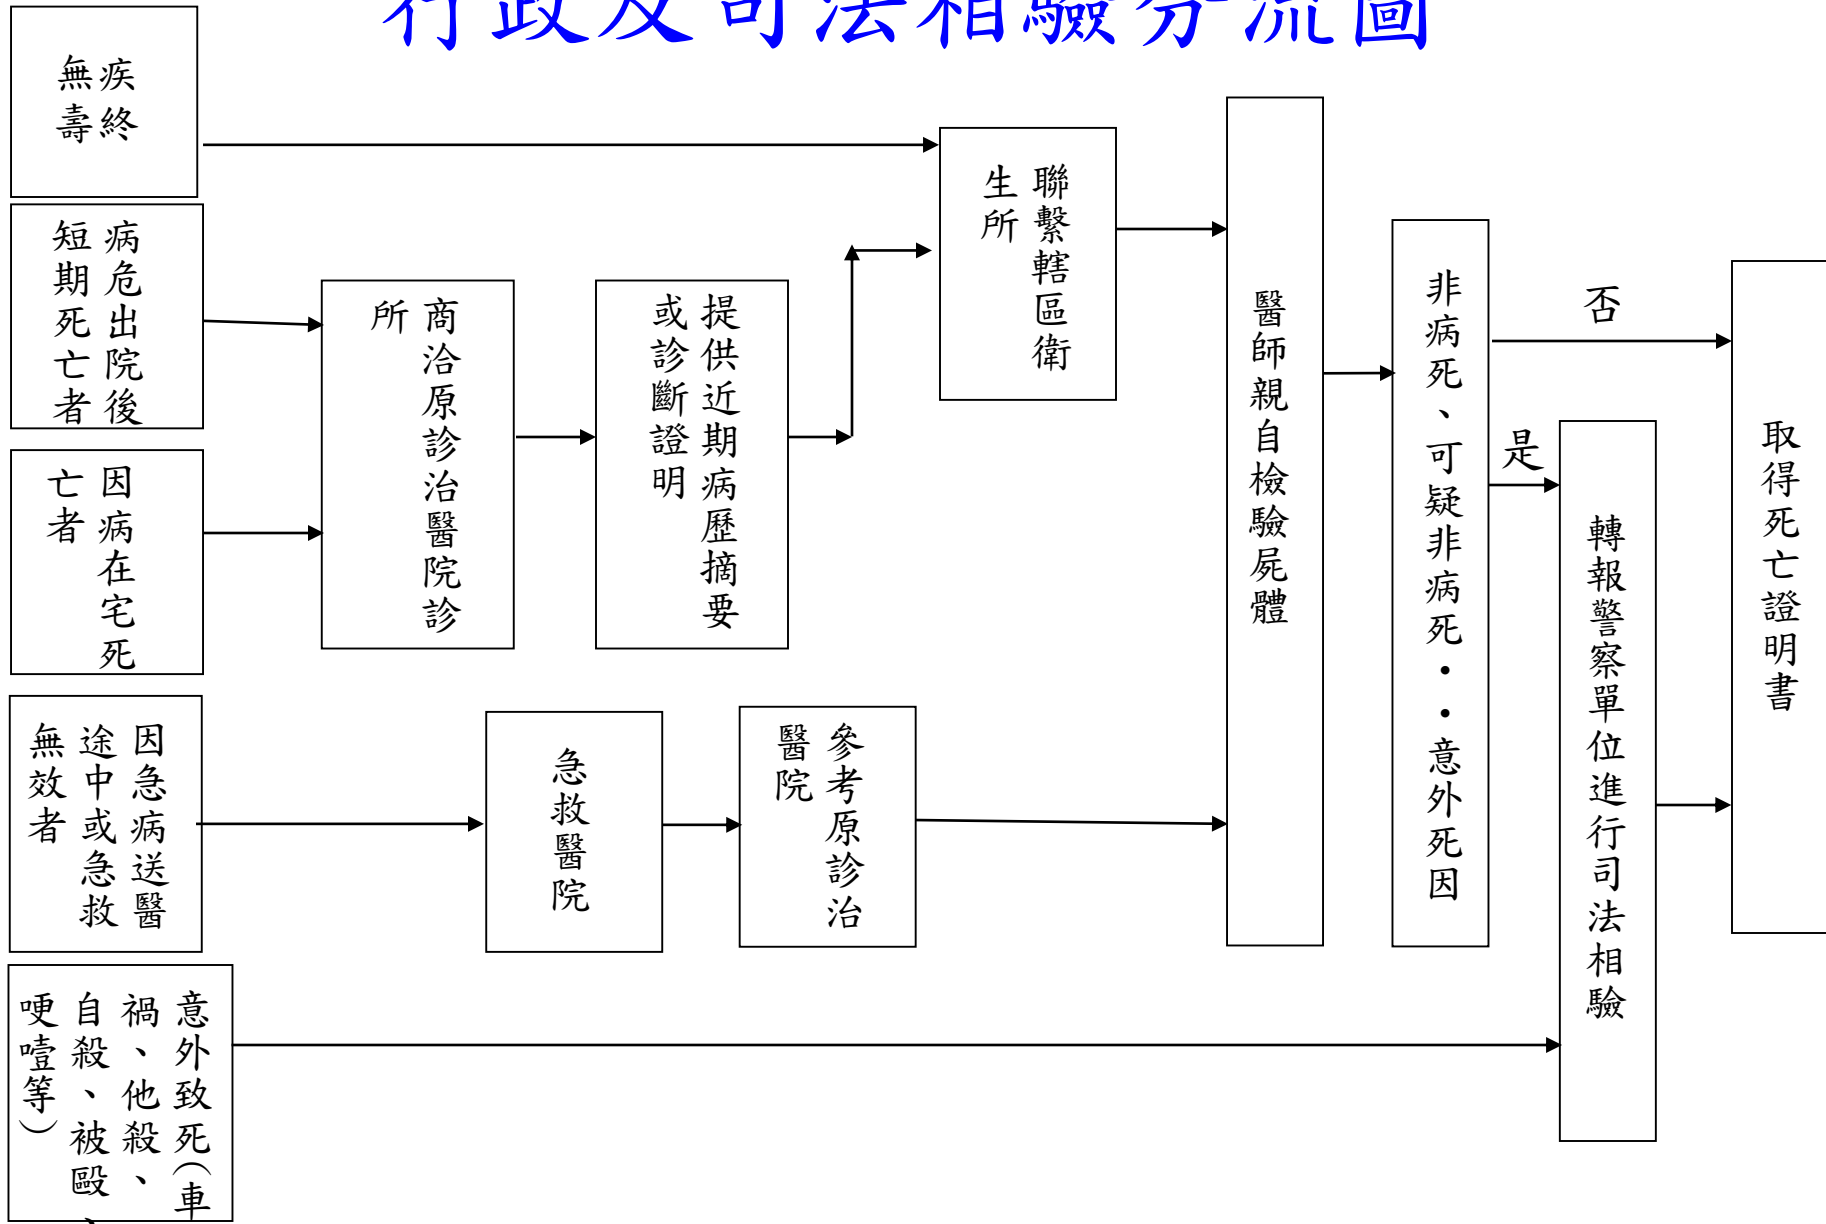 行政及司法相驗分流圖
無疾
壽終
病危出院後
短期死亡者
因病在宅死
亡者
因急病送醫
途中或急救
無效者
意外致死(車
禍、他殺、
自殺、被毆、
哽噎等)
商洽原診治醫院診
所
提供近期病歷摘要
或診斷證明
急救醫院
參考原診治
醫院
聯繫轄區衛
生所
醫師親自檢驗屍體
非病死、可疑非病死••意外死因
否
是
轉報警察單位進行司法相驗
取得死亡證明書